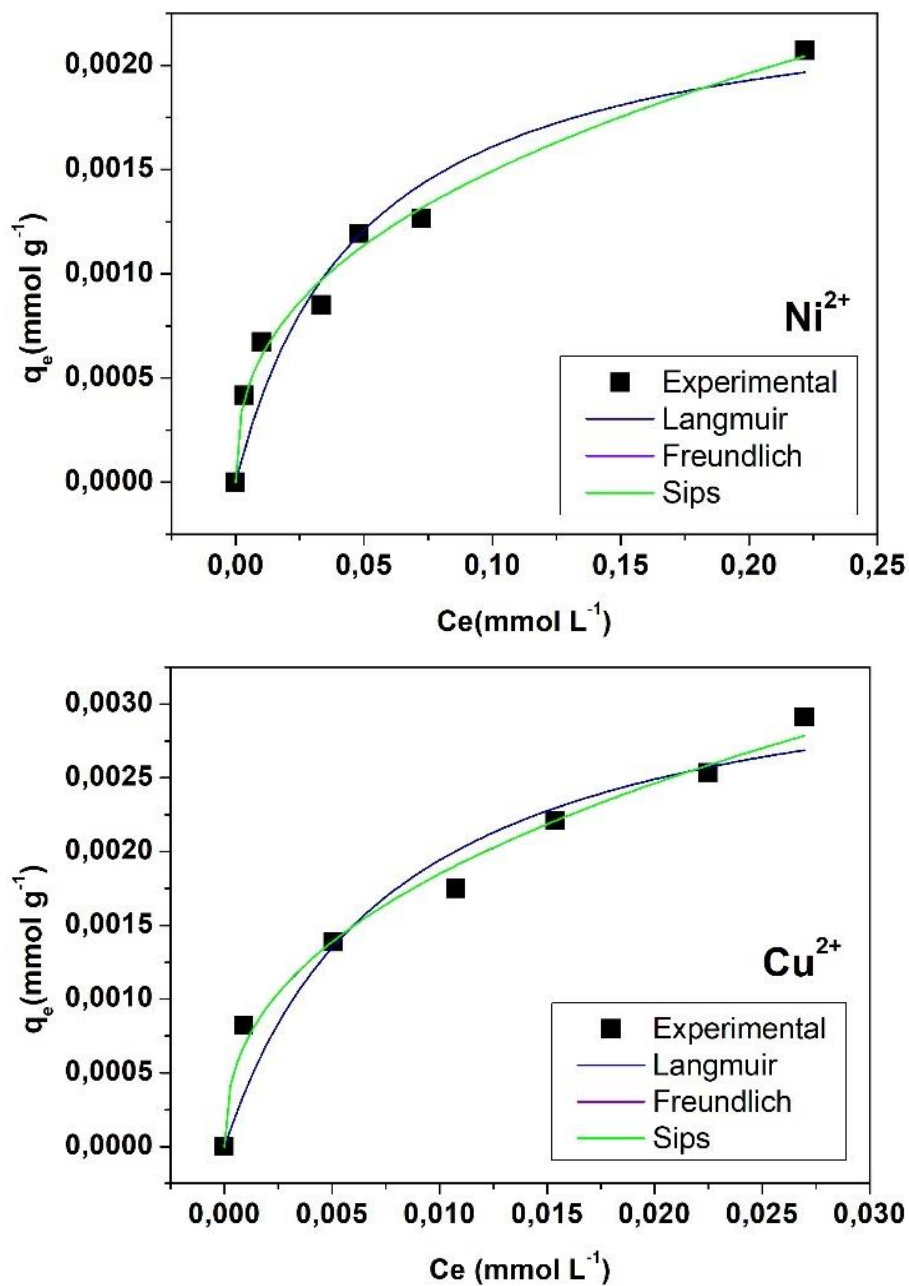 0,0020
0,0015
0,0010
0,0005
0,0000
qe(mmol g⁻¹)
Ni²⁺
Experimental
Langmuir
Freundlich
Sips
0,00 0,05 0,10 0,15 0,20 0,25
Ce(mmol L⁻¹)
0,0030
0,0025
0,0020
0,0015
0,0010
0,0005
0,0000
qe(mmol g⁻¹)
Cu²⁺
Experimental
Langmuir
Freundlich
Sips
0,000 0,005 0,010 0,015 0,020 0,025 0,030
Ce (mmol L⁻¹)